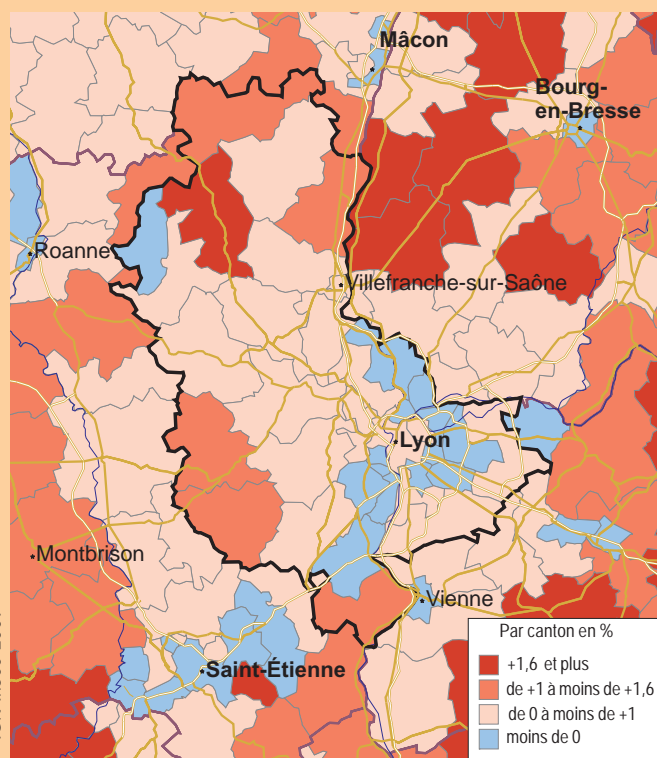 Mâcon
Bourg-
en-Bresse
Roanne
Villefranche-sur-Saône
Lyon
Montbrison
Vienne
Saint-Étienne
Par canton en %
+1,6 et plus
de +1 à moins de +1,6
de 0 à moins de +1
moins de 0